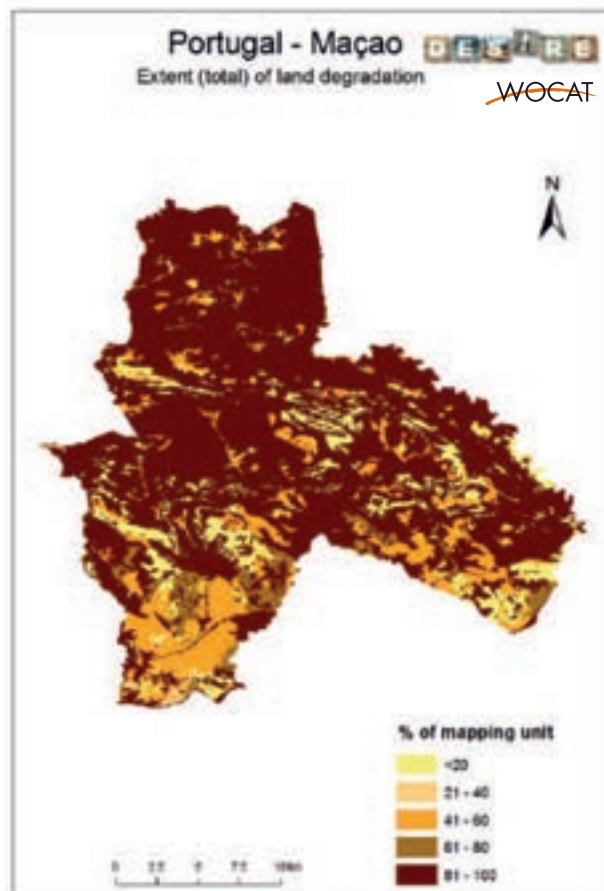 Portugal - Maçao
DESIRE
Extent (total) of land degradation
WOCAT
N
% of mapping unit
<20
21 - 40
41 - 60
61 - 80
81 - 100
0